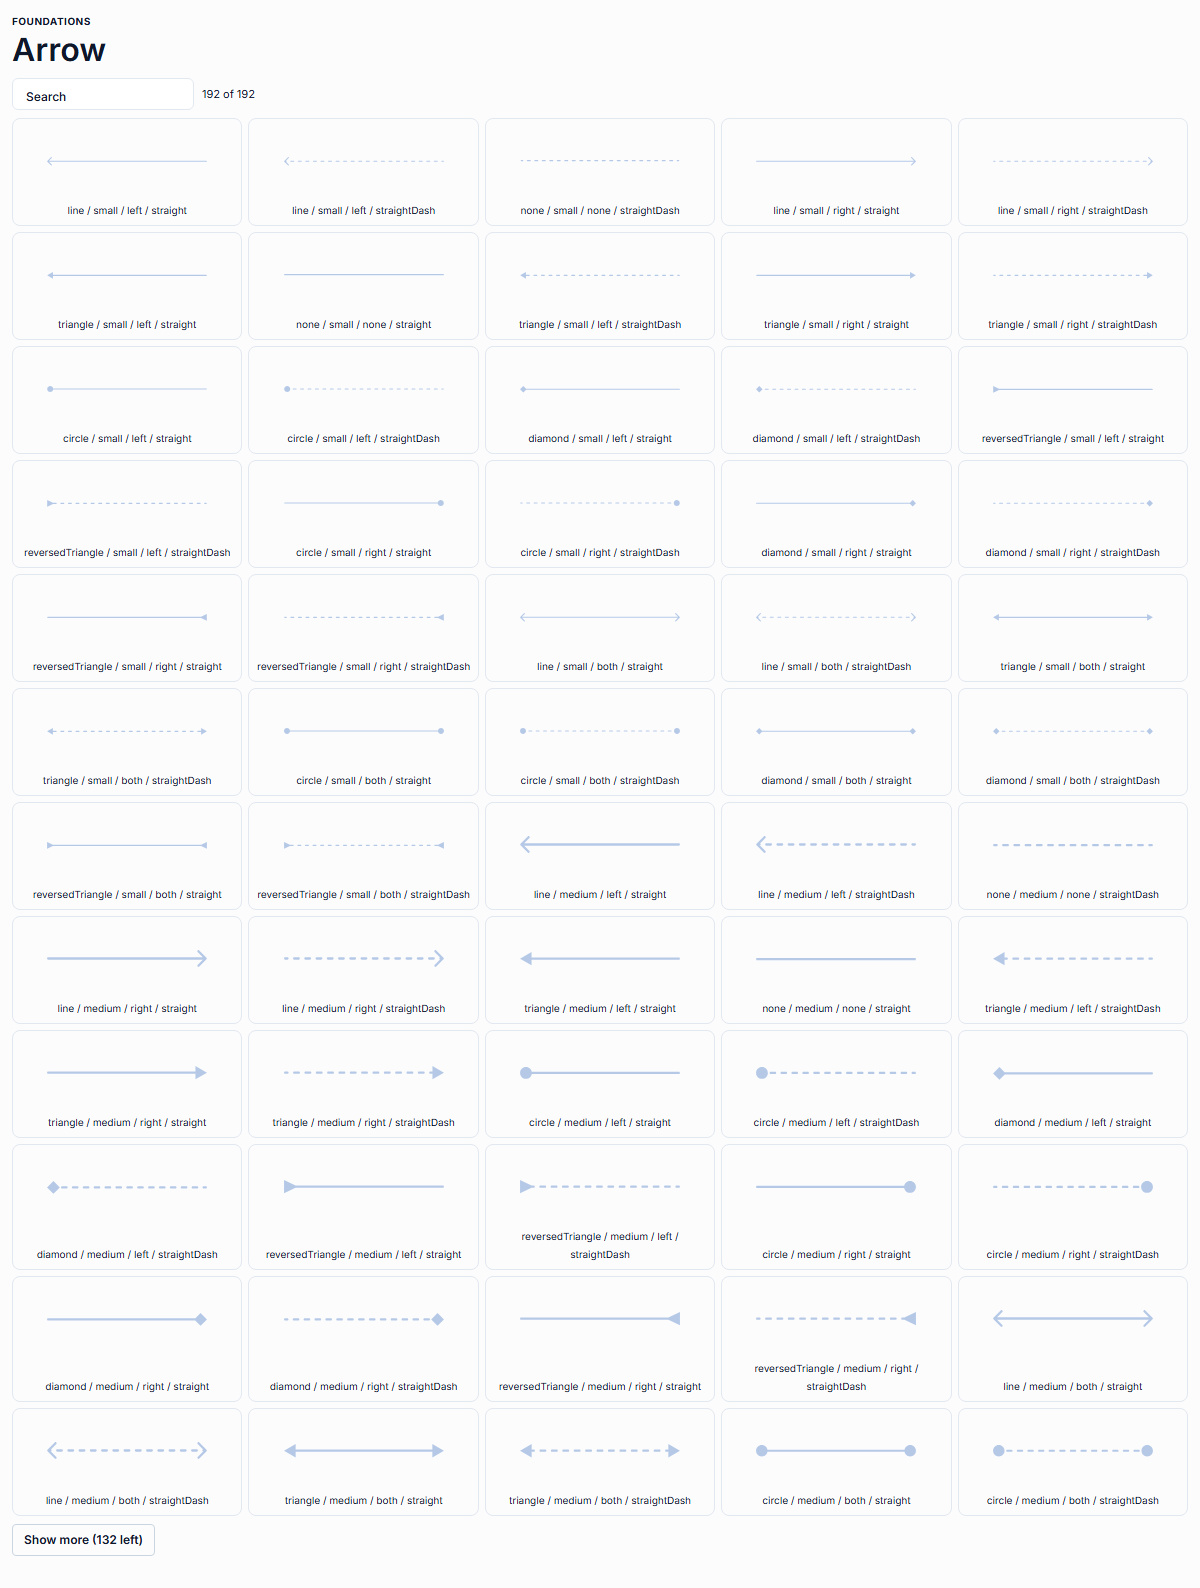 FOUNDATIONS
Arrow
Search
192 of 192
line / small / left / straight
line / small / left / straightDash
none / small / none / straightDash
line / small / right / straight
line / small / right / straightDash
triangle / small / left / straight
none / small / none / straight
triangle / small / left / straightDash
triangle / small / right / straight
triangle / small / right / straightDash
circle / small / left / straight
circle / small / left / straightDash
diamond / small / left / straight
diamond / small / left / straightDash
reversedTriangle / small / left / straight
reversedTriangle / small / left / straightDash
circle / small / right / straight
circle / small / right / straightDash
diamond / small / right / straight
diamond / small / right / straightDash
reversedTriangle / small / right / straight
reversedTriangle / small / right / straightDash
line / small / both / straight
line / small / both / straightDash
triangle / small / both / straight
triangle / small / both / straightDash
circle / small / both / straight
circle / small / both / straightDash
diamond / small / both / straight
diamond / small / both / straightDash
reversedTriangle / small / both / straight
reversedTriangle / small / both / straightDash
line / medium / left / straight
line / medium / left / straightDash
none / medium / none / straightDash
line / medium / right / straight
line / medium / right / straightDash
triangle / medium / left / straight
none / medium / none / straight
triangle / medium / left / straightDash
triangle / medium / right / straight
triangle / medium / right / straightDash
circle / medium / left / straight
circle / medium / left / straightDash
diamond / medium / left / straight
diamond / medium / left / straightDash
reversedTriangle / medium / left / straight
reversedTriangle / medium / left /
straightDash
circle / medium / right / straight
circle / medium / right / straightDash
diamond / medium / right / straight
diamond / medium / right / straightDash
reversedTriangle / medium / right / straight
reversedTriangle / medium / right /
straightDash
line / medium / both / straight
line / medium / both / straightDash
triangle / medium / both / straight
triangle / medium / both / straightDash
circle / medium / both / straight
circle / medium / both / straightDash
Show more (132 left)